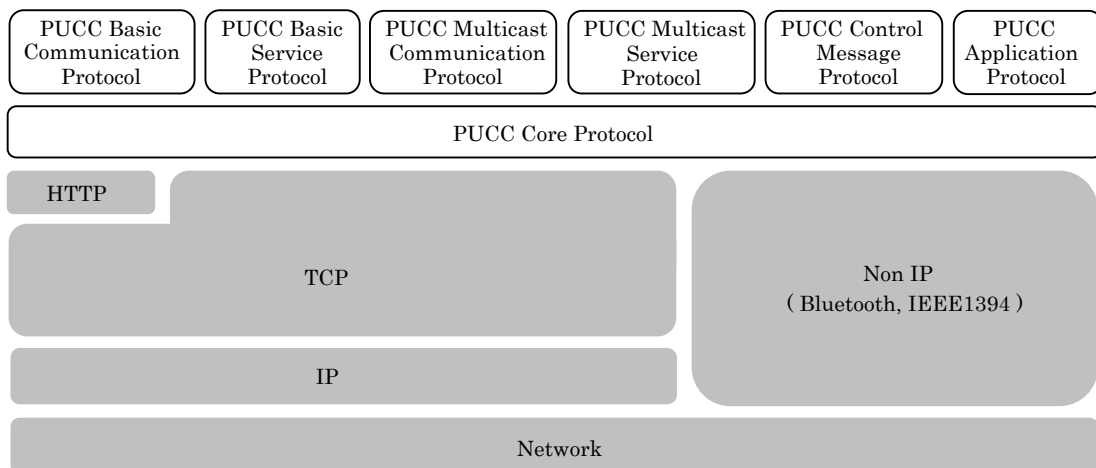 PUCC Basic
Communication
Protocol
PUCC Basic
Service
Protocol
PUCC Multicast
Communication
Protocol
PUCC Multicast
Service
Protocol
PUCC Control
Message
Protocol
PUCC
Application
Protocol
PUCC Core Protocol
HTTP
TCP
Non IP
( Bluetooth, IEEE1394 )
IP
Network